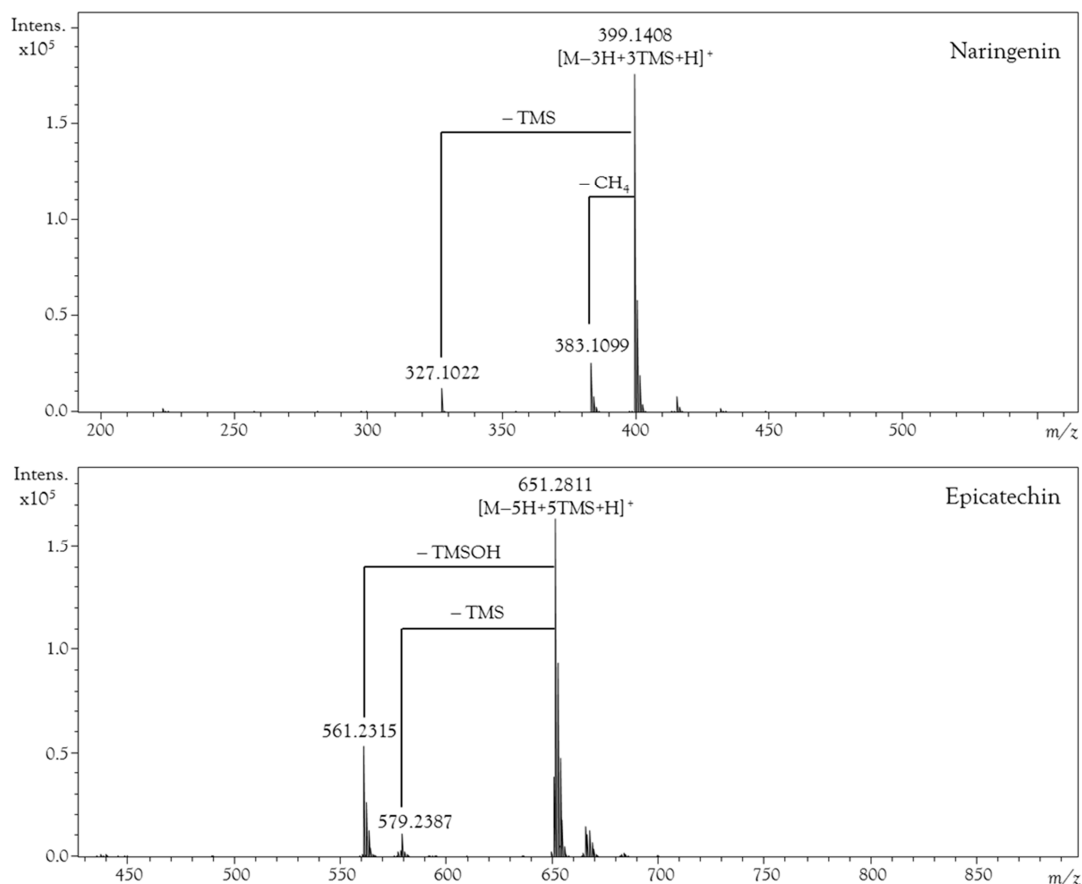 Intens.
x10⁵
399.1408
[M–3H+3TMS+H]⁺
Naringenin
– TMS
– CH₄
1.5
1.0
0.5
0.0
383.1099
327.1022
200 250 300 350 400 450 500 m/z
Intens.
x10⁵
651.2811
[M–5H+5TMS+H]⁺
Epicatechin
– TMSOH
– TMS
1.5
1.0
0.5
0.0
561.2315
579.2387
450 500 550 600 650 700 750 800 850 m/z